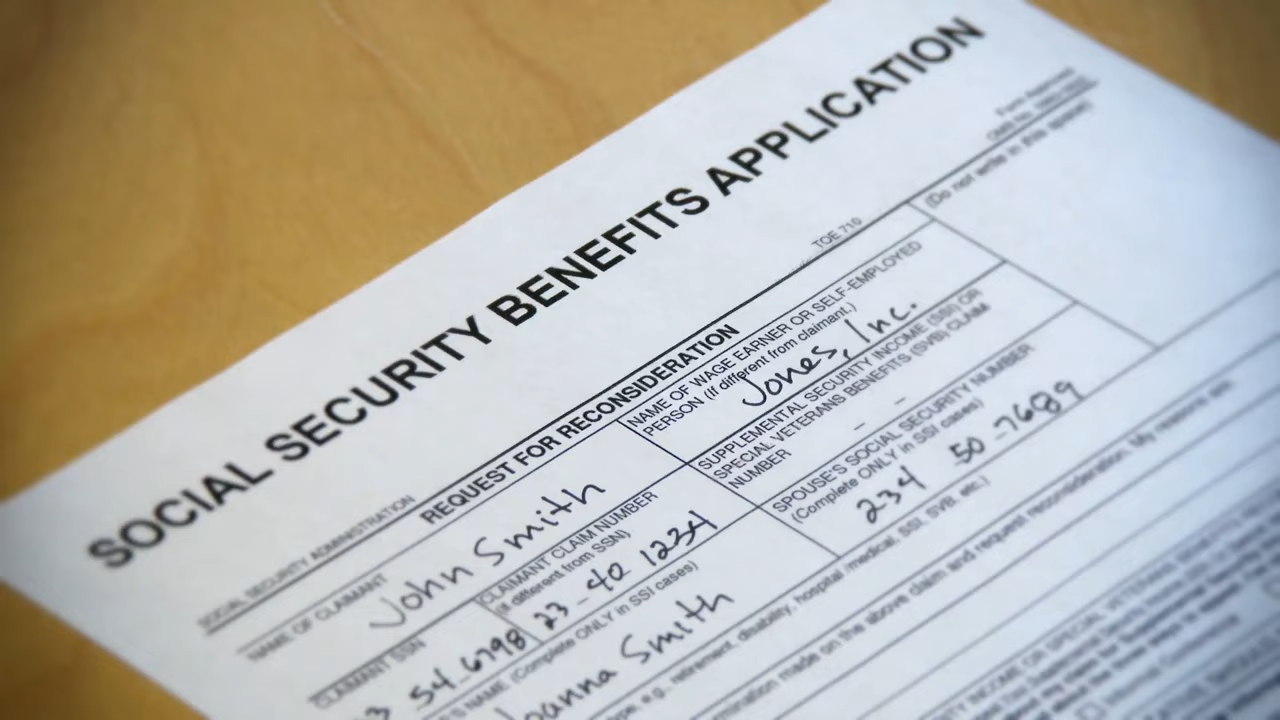 SOCIAL SECURITY BENEFITS APPLICATION
Form Approved
OMB No.
SOCIAL SECURITY ADMINISTRATION
TOE 710
REQUEST FOR RECONSIDERATION
(Do not write in this space)
NAME OF CLAIMANT
John Smith
NAME OF WAGE EARNER OR SELF-EMPLOYED
PERSON (If different from claimant.)
Jones, Inc.
CLAIMANT SSN
3 54-6798
CLAIMANT CLAIM NUMBER
(if different from SSN)
23-40 1234
SUPPLEMENTAL SECURITY INCOME (SSI) OR
SPECIAL VETERANS BENEFITS (SVB) CLAIM
NUMBER
- -
'S NAME (Complete ONLY in SSI cases)
oanna Smith
SPOUSE'S SOCIAL SECURITY NUMBER
(Complete ONLY in SSI cases)
234 50-7689
type, e.g., retirement, disability, hospital/medical, SSI, SVB, etc.)
mination made on the above claim and request reconsideration. My reasons are: